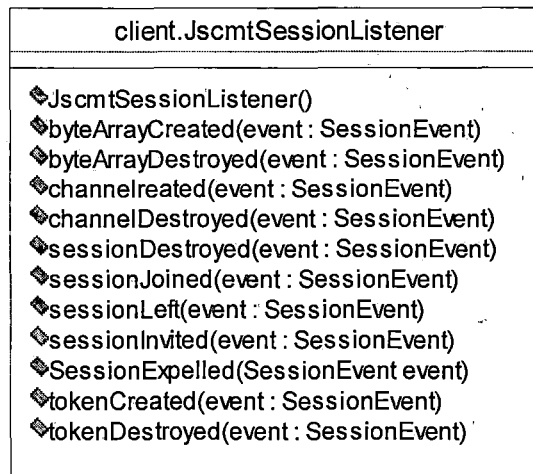 client.JscmtSessionListener
JscmtSessionListener()
byteArrayCreated(event : SessionEvent)
byteArrayDestroyed(event : SessionEvent)
channelreated(event : SessionEvent)
channelDestroyed(event : SessionEvent)
sessionDestroyed(event : SessionEvent)
sessionJoined(event : SessionEvent)
sessionLeft(event : SessionEvent)
sessionInvited(event : SessionEvent)
SessionExpelled(SessionEvent event)
tokenCreated(event : SessionEvent)
tokenDestroyed(event : SessionEvent)